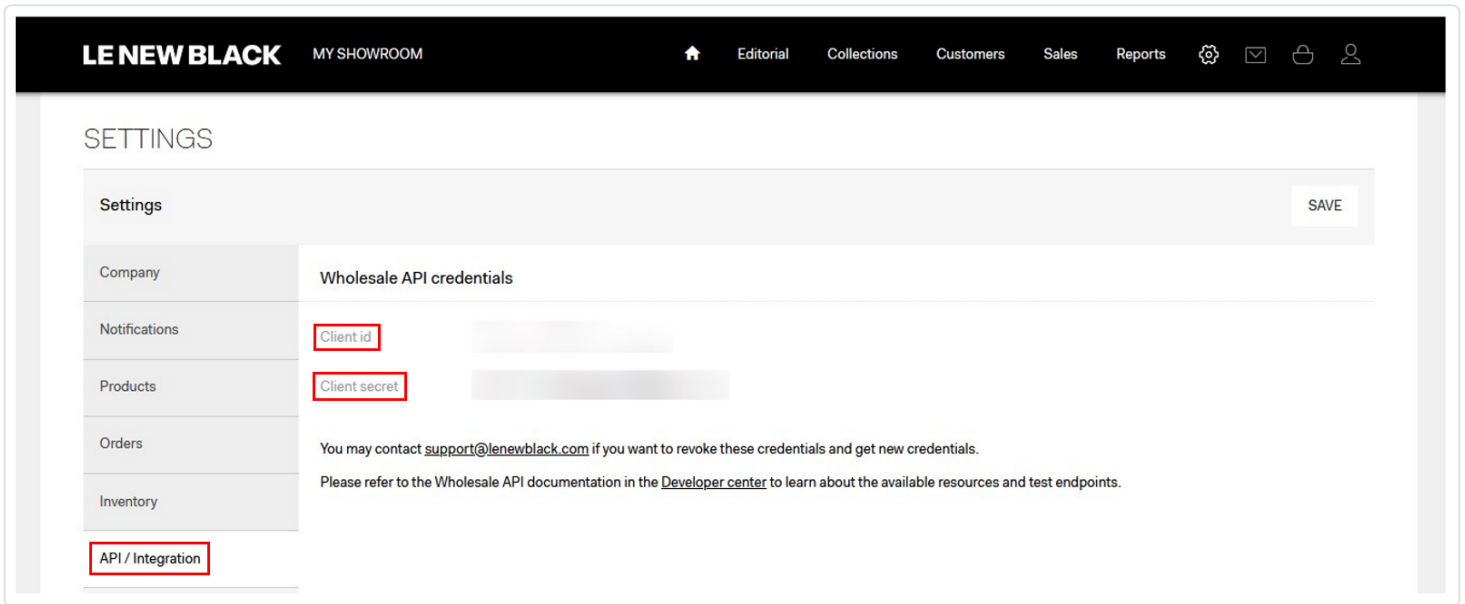 LE NEW BLACK MY SHOWROOM Editorial Collections Customers Sales Reports
SETTINGS
Settings SAVE
Company
Wholesale API credentials
Notifications
Client id
Products
Client secret
Orders
You may contact support@lenewblack.com if you want to revoke these credentials and get new credentials.
Please refer to the Wholesale API documentation in the Developer center to learn about the available resources and test endpoints.
Inventory
API / Integration